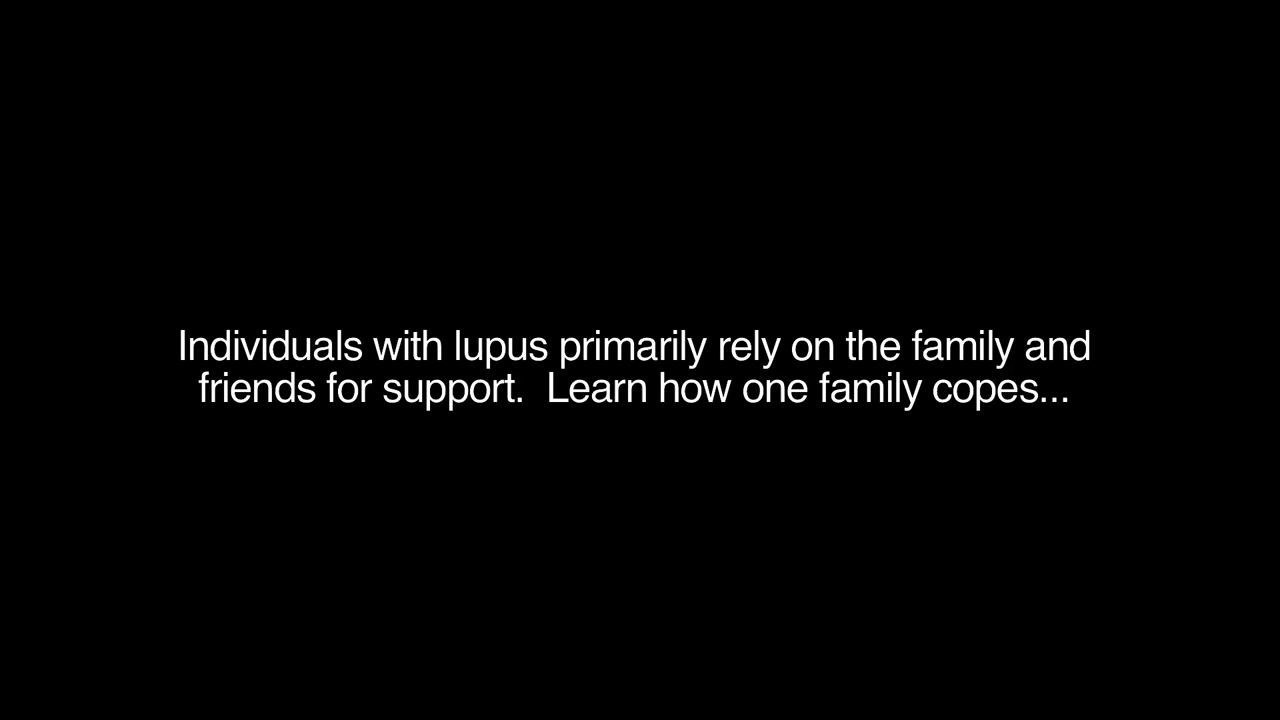 Individuals with lupus primarily rely on the family and
friends for support.  Learn how one family copes...